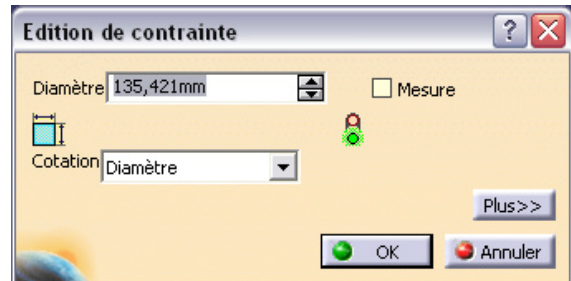 Edition de contrainte
Diamètre 135,421mm Mesure
Cotation Diamètre
Plus>>
OK Annuler